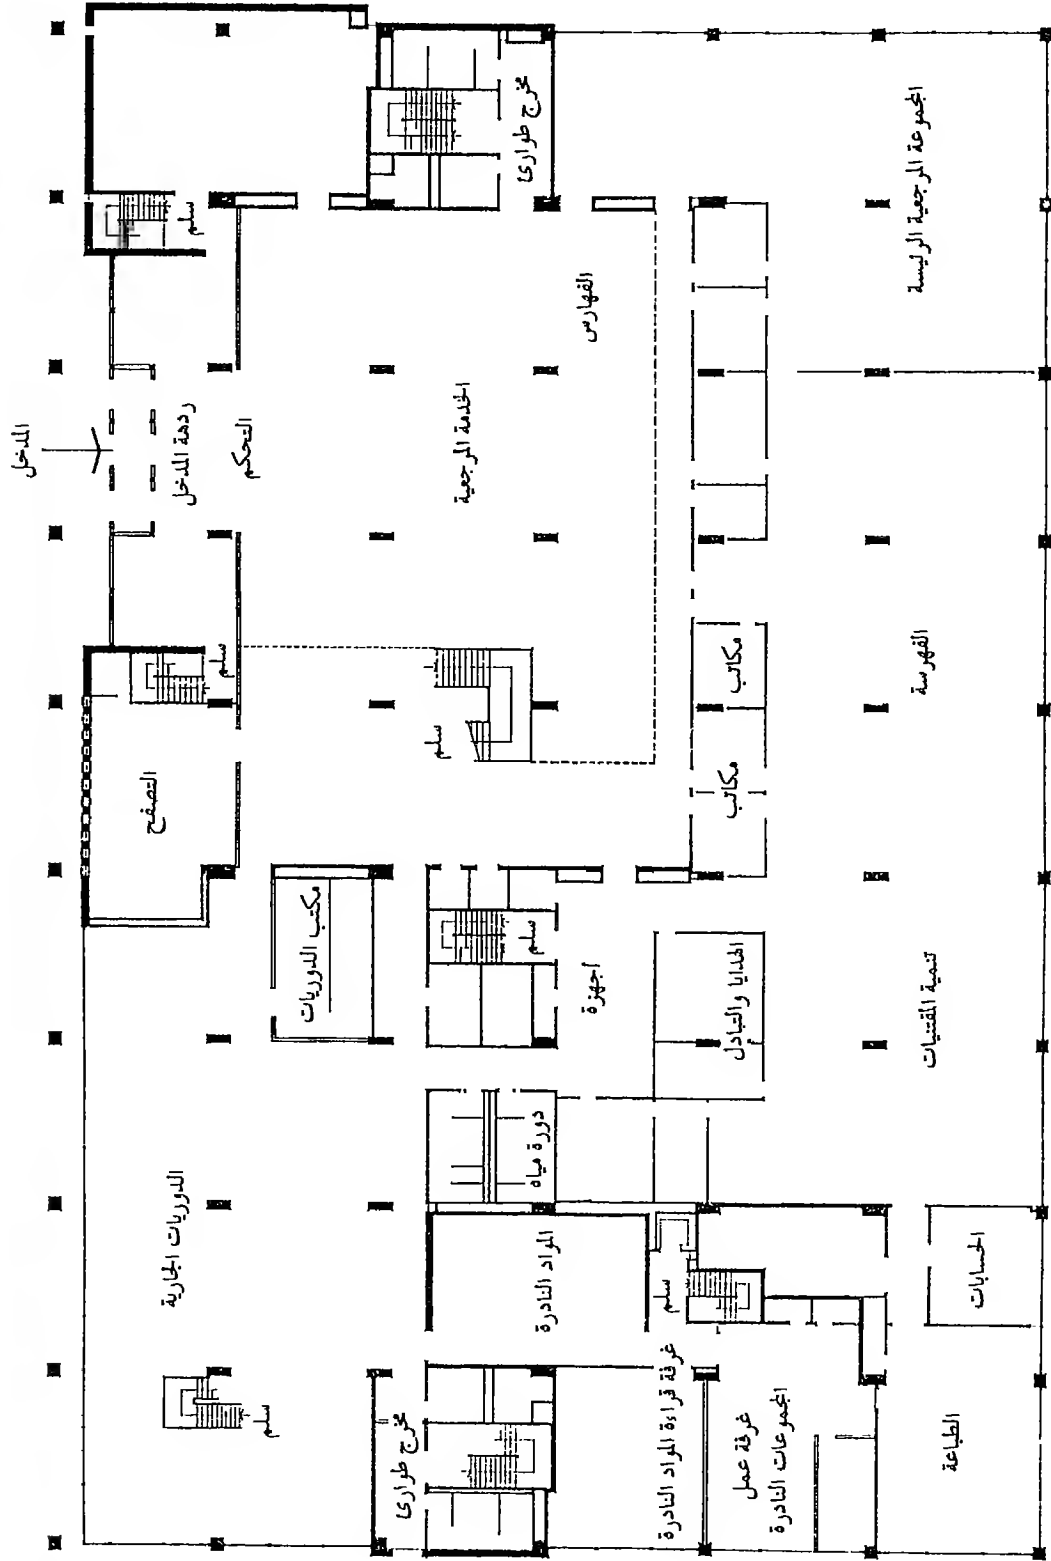 المدخل
ردهة المدخل
التحكم
سلم
مخرج طوارئ
المجموعة المرجعية الرئيسة
الفهارس
الخدمة المرجعية
سلم
سلم
التصفح
مكاتب
مكاتب
الفهرسة
مكتب الدوريات
سلم
أجهزة
الهدايا والتبادل
تنمية المقتنيات
دورة مياه
الدوريات الجارية
المواد النادرة
سلم
الحسابات
سلم
مخرج طوارئ
غرفة قراءة المواد النادرة
غرفة عمل
المجموعات النادرة
الطباعة